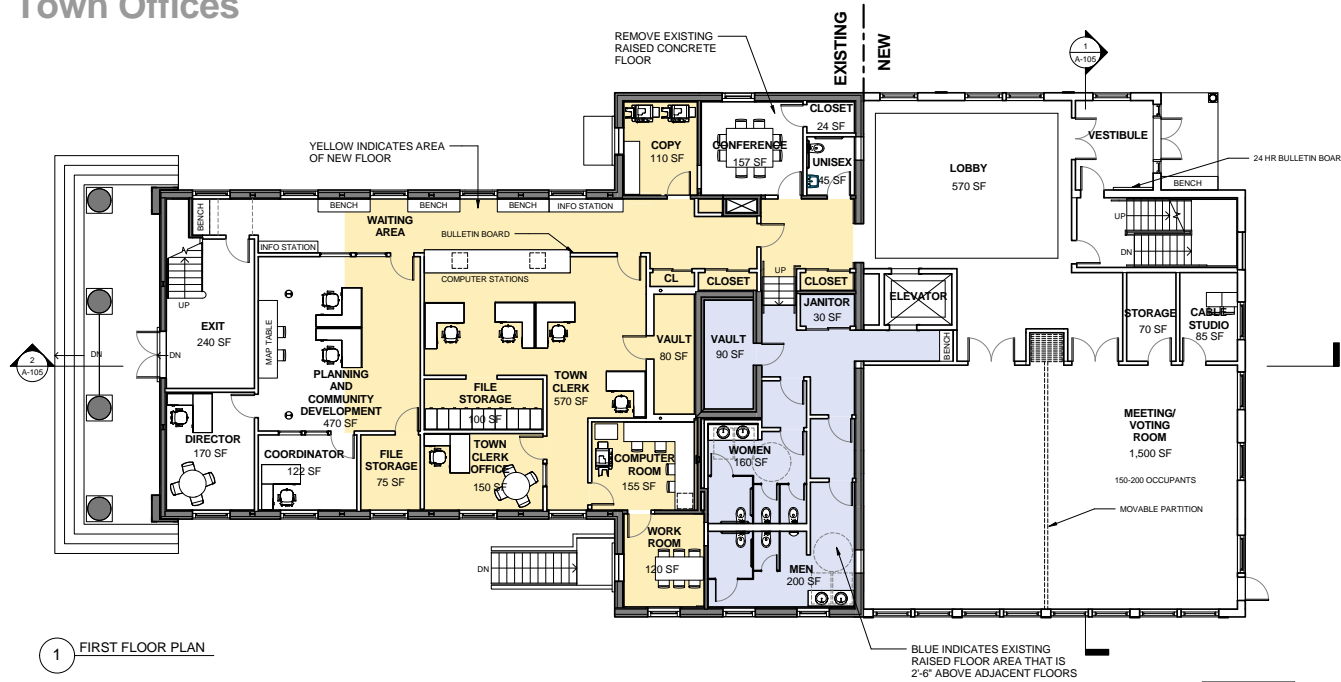 Town Offices
REMOVE EXISTING
RAISED CONCRETE
FLOOR
EXISTING
NEW
1
A-105
YELLOW INDICATES AREA
OF NEW FLOOR
COPY
110 SF
CONFERENCE
157 SF
CLOSET
24 SF
UNISEX
45 SF
LOBBY
570 SF
VESTIBULE
24 HR BULLETIN BOAR
BENCH
BENCH
BENCH
BENCH
BENCH
INFO STATION
WAITING
AREA
BULLETIN BOARD
INFO STATION
COMPUTER STATIONS
CL
CLOSET
UP
CLOSET
UP
DN
UP
EXIT
240 SF
MAP TABLE
PLANNING
AND
COMMUNITY
DEVELOPMENT
470 SF
FILE
STORAGE
100 SF
TOWN
CLERK
570 SF
VAULT
80 SF
VAULT
90 SF
JANITOR
30 SF
ELEVATOR
BENCH
STORAGE
70 SF
CABLE
STUDIO
85 SF
2
A-105
DN
DN
DIRECTOR
170 SF
COORDINATOR
122 SF
FILE
STORAGE
75 SF
TOWN
CLERK
OFFICE
150 SF
COMPUTER
ROOM
155 SF
WOMEN
160 SF
MEETING/
VOTING
ROOM
1,500 SF
150-200 OCCUPANTS
MOVABLE PARTITION
WORK
ROOM
120 SF
DN
MEN
200 SF
1
FIRST FLOOR PLAN
BLUE INDICATES EXISTING
RAISED FLOOR AREA THAT IS
2'-6" ABOVE ADJACENT FLOORS